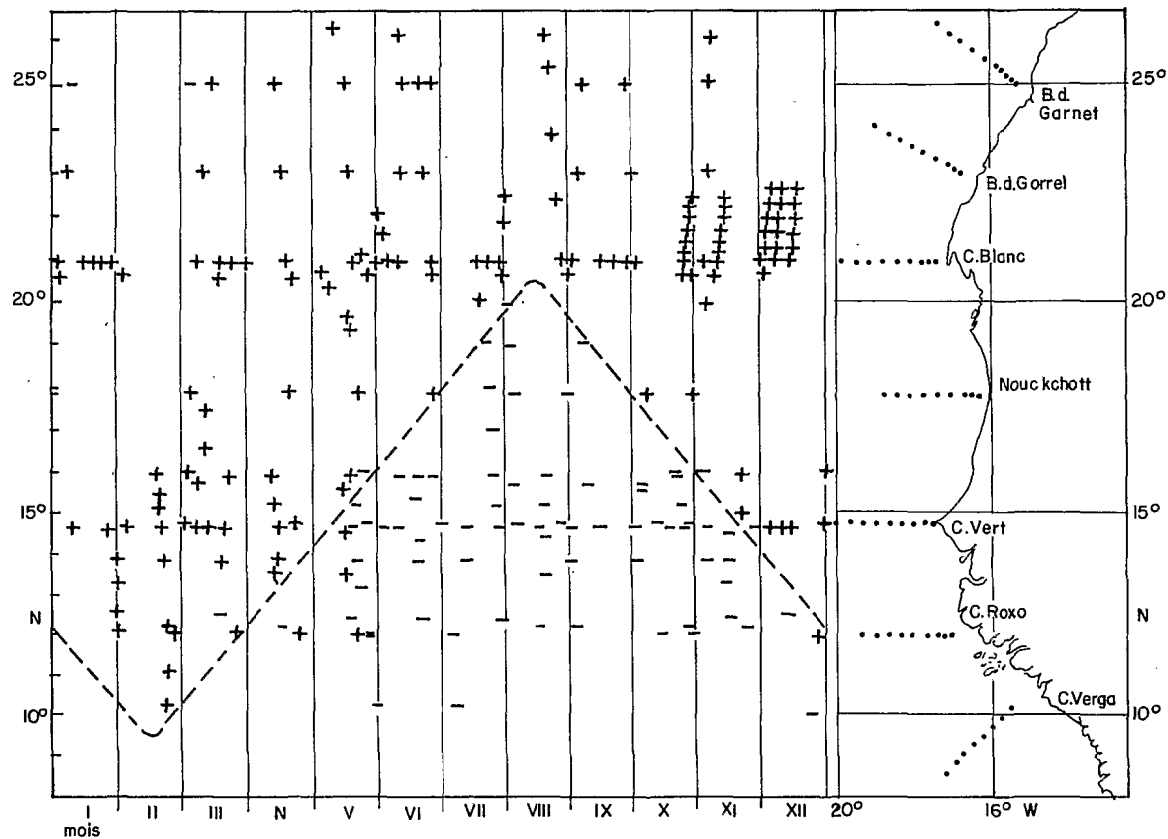 25°
20°
15°
N
10°
I II III N V VI VII VIII IX X XI XII
mois
B.d.
Garnet
B.d.Gorrel
C.Blanc
Nouckchott
C.Vert
C.Roxo
C.Verga
25°
20°
15°
N
10°
20° 16° W